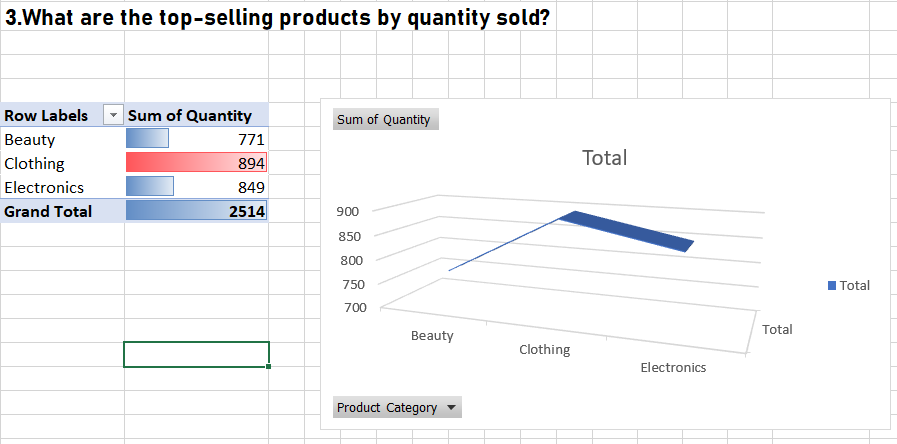 3.What are the top-selling products by quantity sold?
Row Labels Sum of Quantity
Beauty 771
Clothing 894
Electronics 849
Grand Total 2514
Sum of Quantity
Total
900
850
800
750
700
Beauty
Clothing
Electronics
Total
Total
Product Category